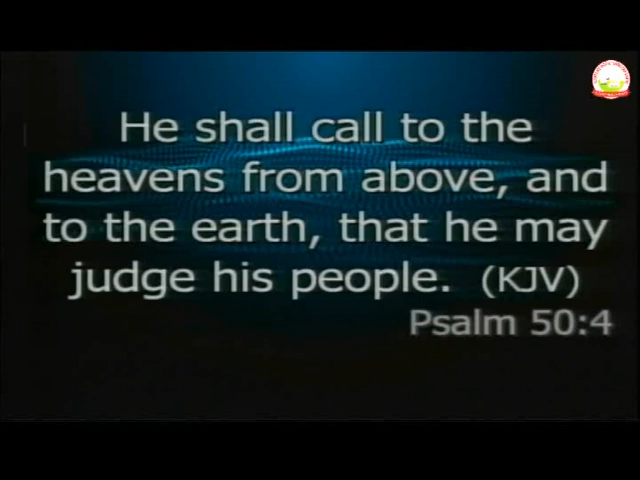 He shall call to the
heavens from above, and
to the earth, that he may
judge his people. (KJV)
Psalm 50:4